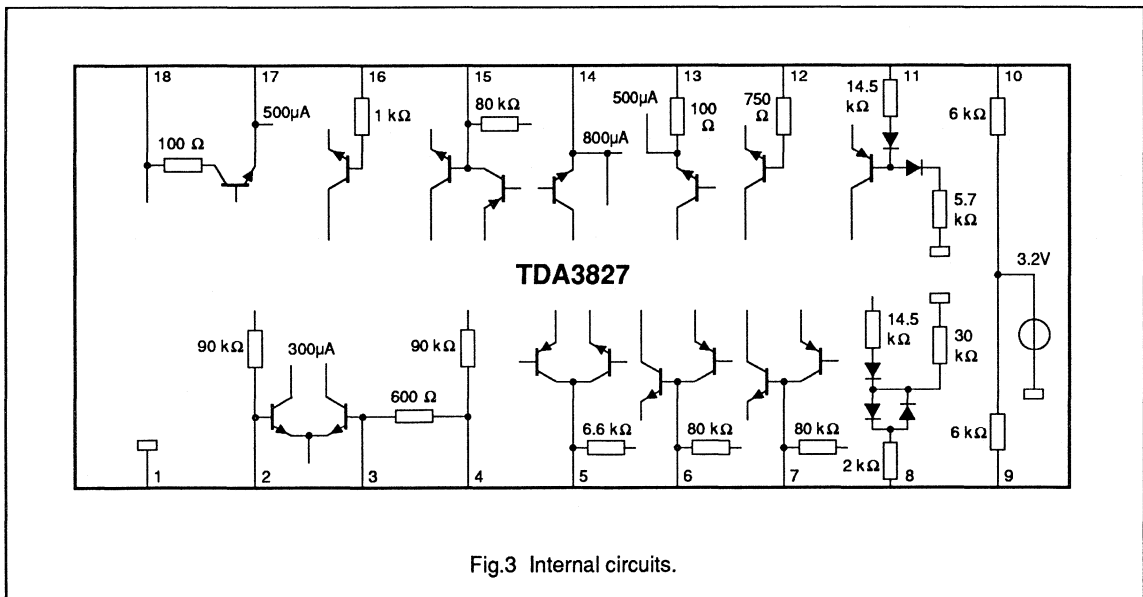 18 17 16 15 14 13 12 11 10
500µA
100 Ω
1 kΩ
80 kΩ
800µA
500µA
100
Ω
750
Ω
14.5
kΩ
6 kΩ
5.7
kΩ
3.2V
TDA3827
90 kΩ
300µA
90 kΩ
600 Ω
6.6 kΩ
80 kΩ
80 kΩ
14.5
kΩ
30
kΩ
2 kΩ
6 kΩ
1 2 3 4 5 6 7 8 9
Fig.3 Internal circuits.